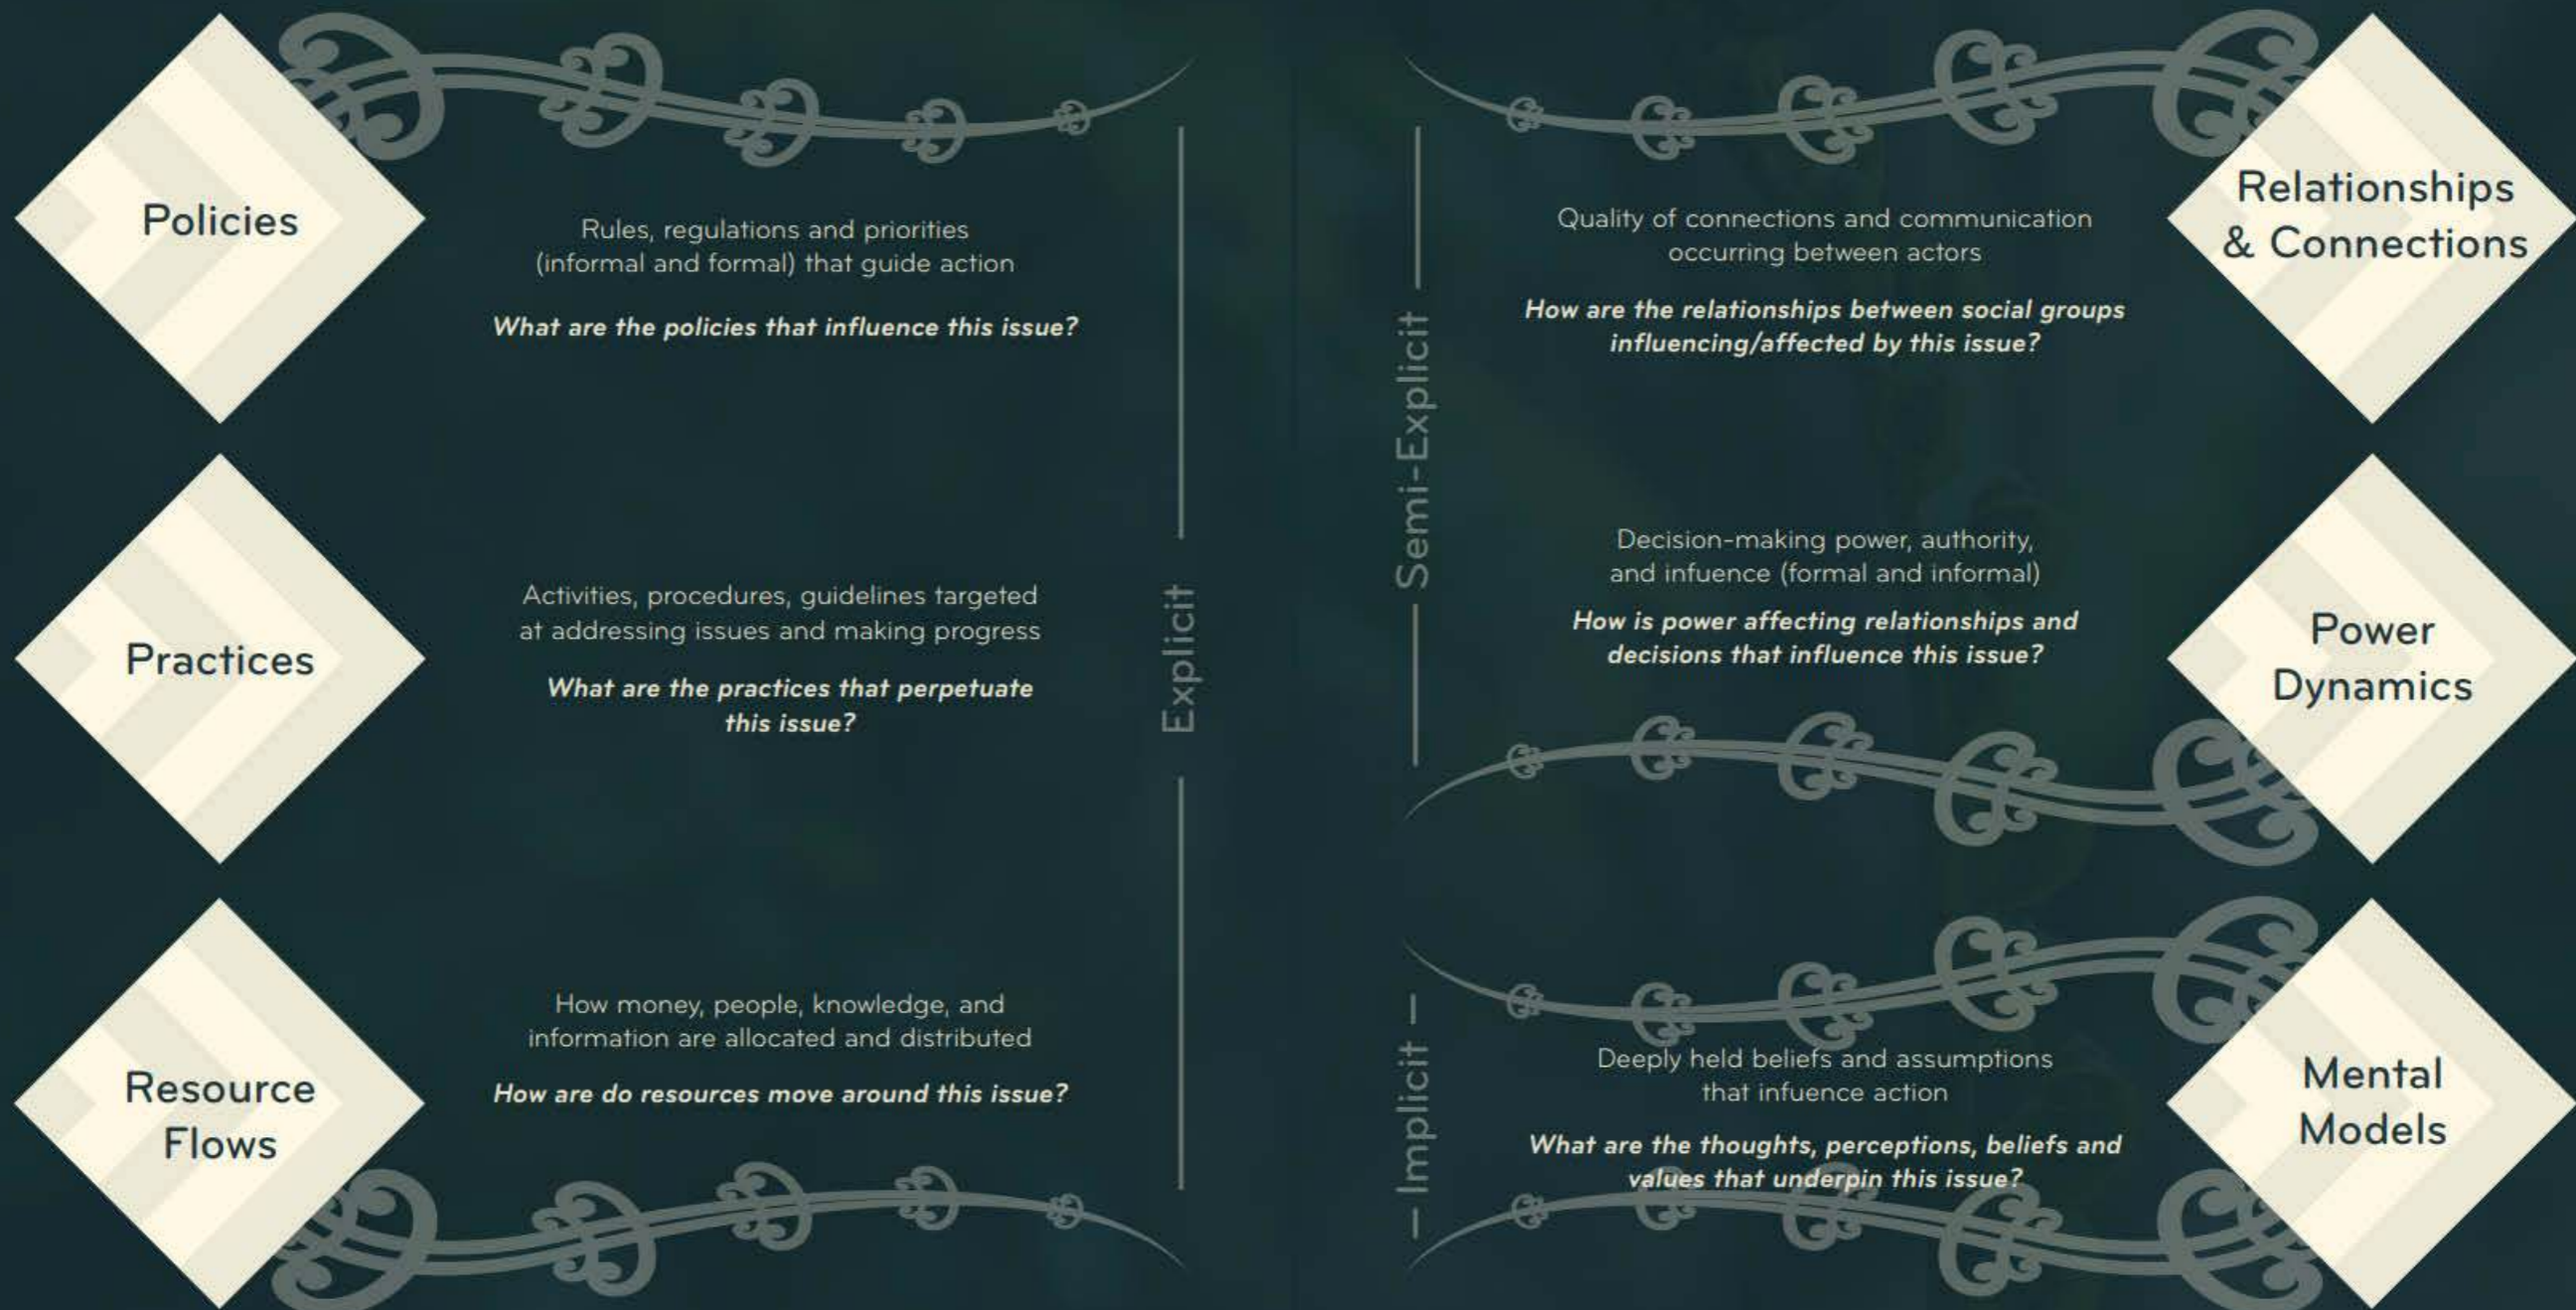 Policies
Rules, regulations and priorities
(informal and formal) that guide action
What are the policies that influence this issue?
Practices
Activities, procedures, guidelines targeted
at addressing issues and making progress
What are the practices that perpetuate
this issue?
Resource
Flows
How money, people, knowledge, and
information are allocated and distributed
How are do resources move around this issue?
Explicit
Semi-Explicit
Relationships
& Connections
Quality of connections and communication
occurring between actors
How are the relationships between social groups
influencing/affected by this issue?
Power
Dynamics
Decision-making power, authority,
and infuence (formal and informal)
How is power affecting relationships and
decisions that influence this issue?
Implicit
Mental
Models
Deeply held beliefs and assumptions
that infuence action
What are the thoughts, perceptions, beliefs and
values that underpin this issue?